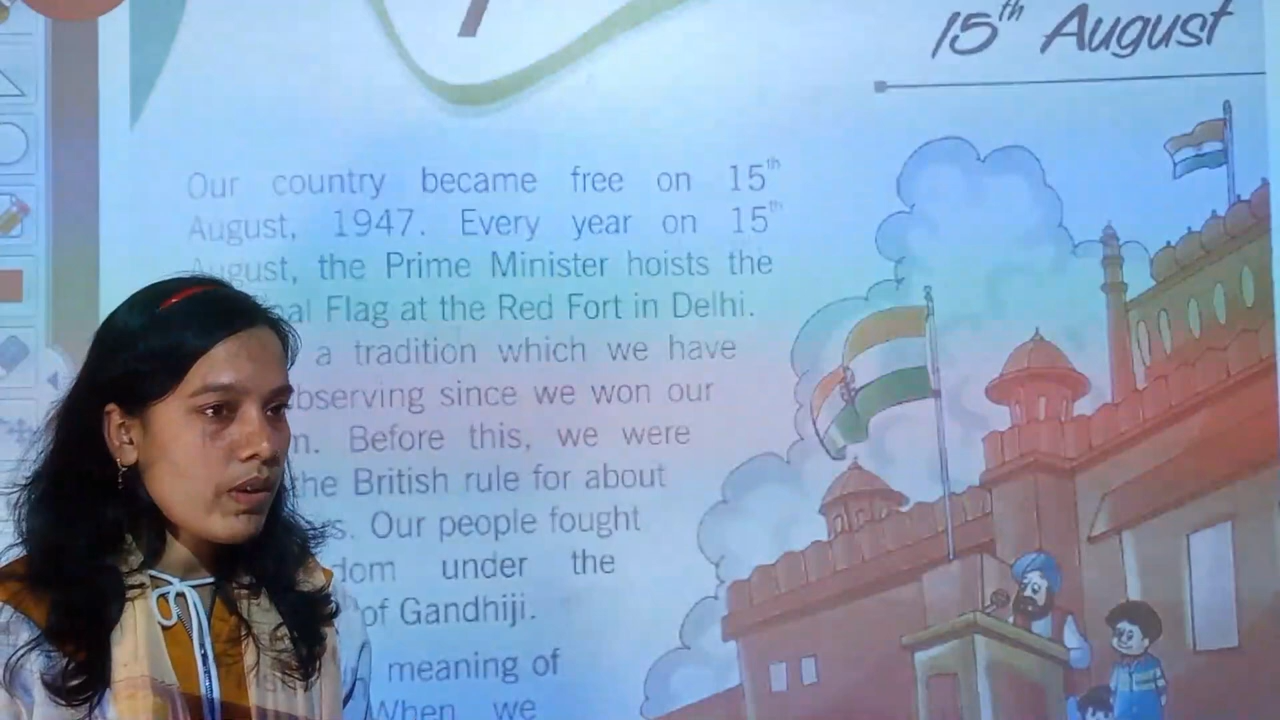 15th August
Our country became free on 15th
August, 1947. Every year on 15th
August, the Prime Minister hoists the
Flag at the Red Fort in Delhi.
a tradition which we have
observing since we won our
Before this, we were
the British rule for about
Our people fought
under the
of Gandhiji.
meaning of
When we